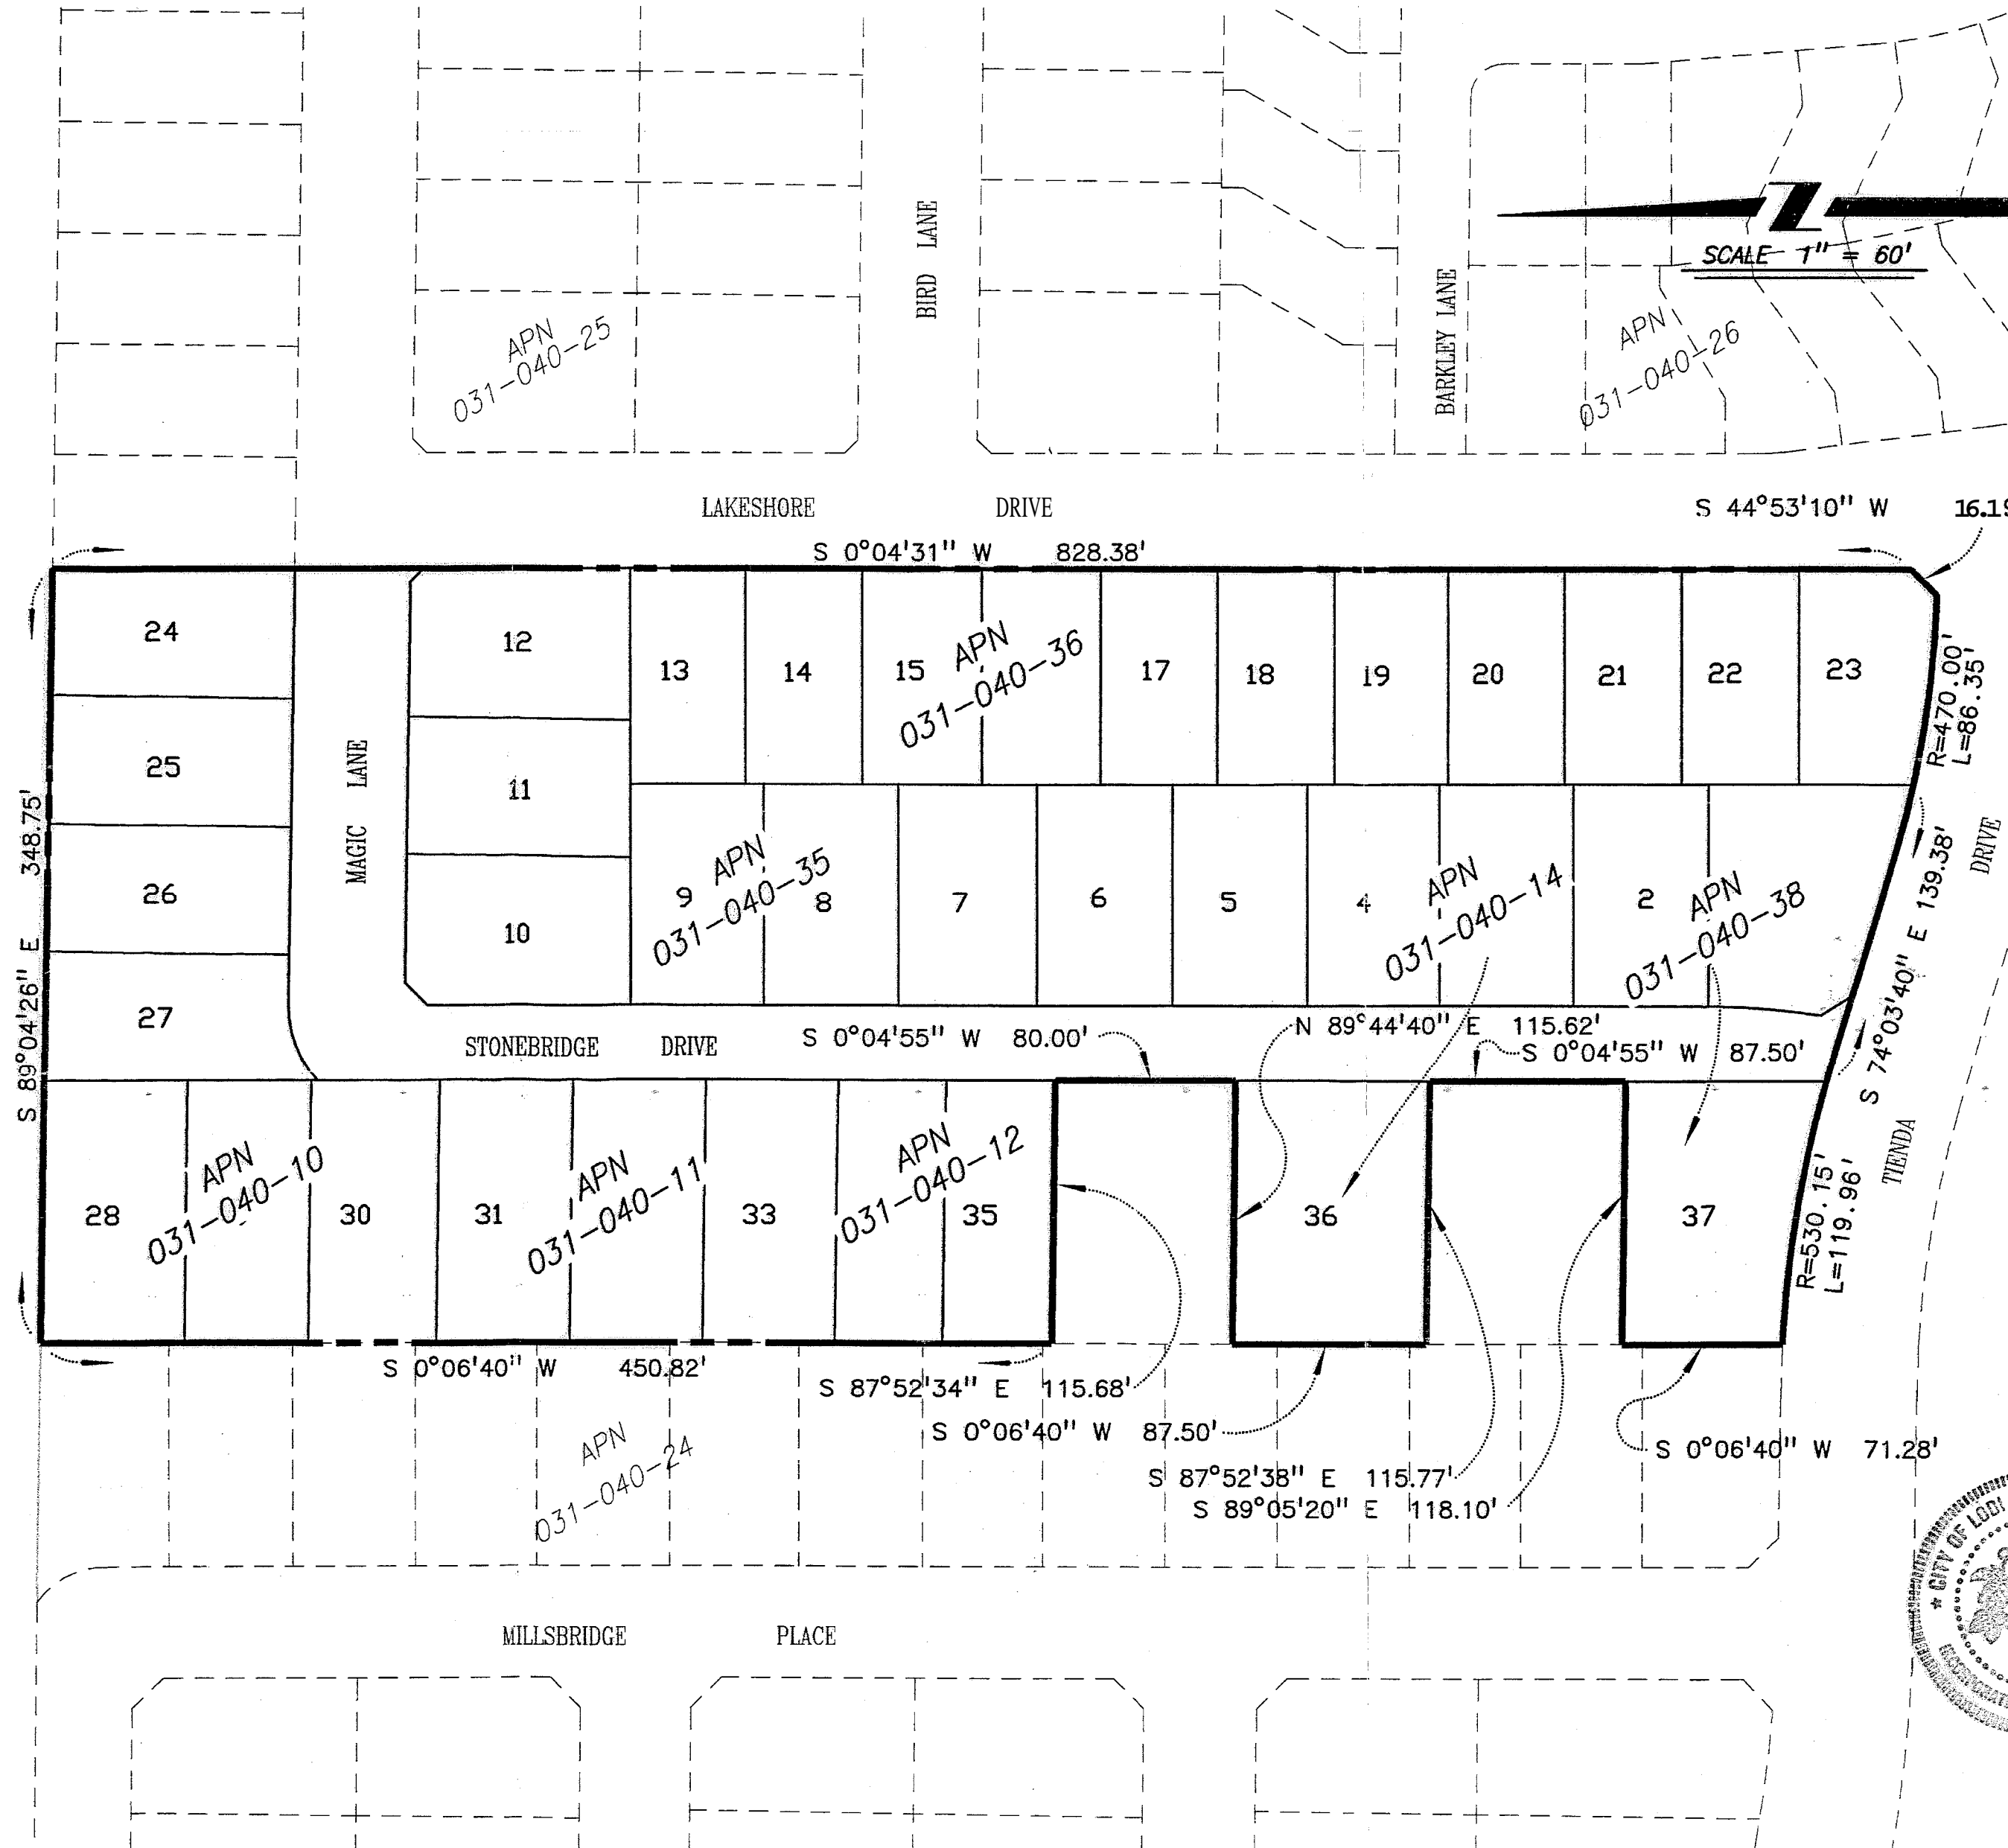 SCALE 1" = 60'
BIRD LANE
BARKLEY LANE
APN
031-040-25
APN
031-040-26
LAKESHORE DRIVE
S 44°53'10" W 16.19
S 0°04'31" W 828.38'
24
12
13
14
15
APN
031-040-36
17
18
19
20
21
22
23
R=470.00'
L=86.35'
25
11
MAGIC LANE
S 89°04'26" E 348.75'
26
10
9
APN
031-040-35
8
7
6
5
4
APN
031-040-14
2
APN
031-040-38
S 74°03'40" E 139.38'
TIENDA DRIVE
27
STONEBRIDGE DRIVE
S 0°04'55" W 80.00'
N 89°44'40" E 115.62'
S 0°04'55" W 87.50'
28
APN
031-040-10
30
31
APN
031-040-11
33
APN
031-040-12
35
36
37
R=530.15'
L=119.96'
S 0°06'40" W 450.82'
S 87°52'34" E 115.68'
S 0°06'40" W 87.50'
S 0°06'40" W 71.28'
S 87°52'38" E 115.77'
S 89°05'20" E 118.10'
APN
031-040-24
MILLSBRIDGE PLACE
CITY OF LODI